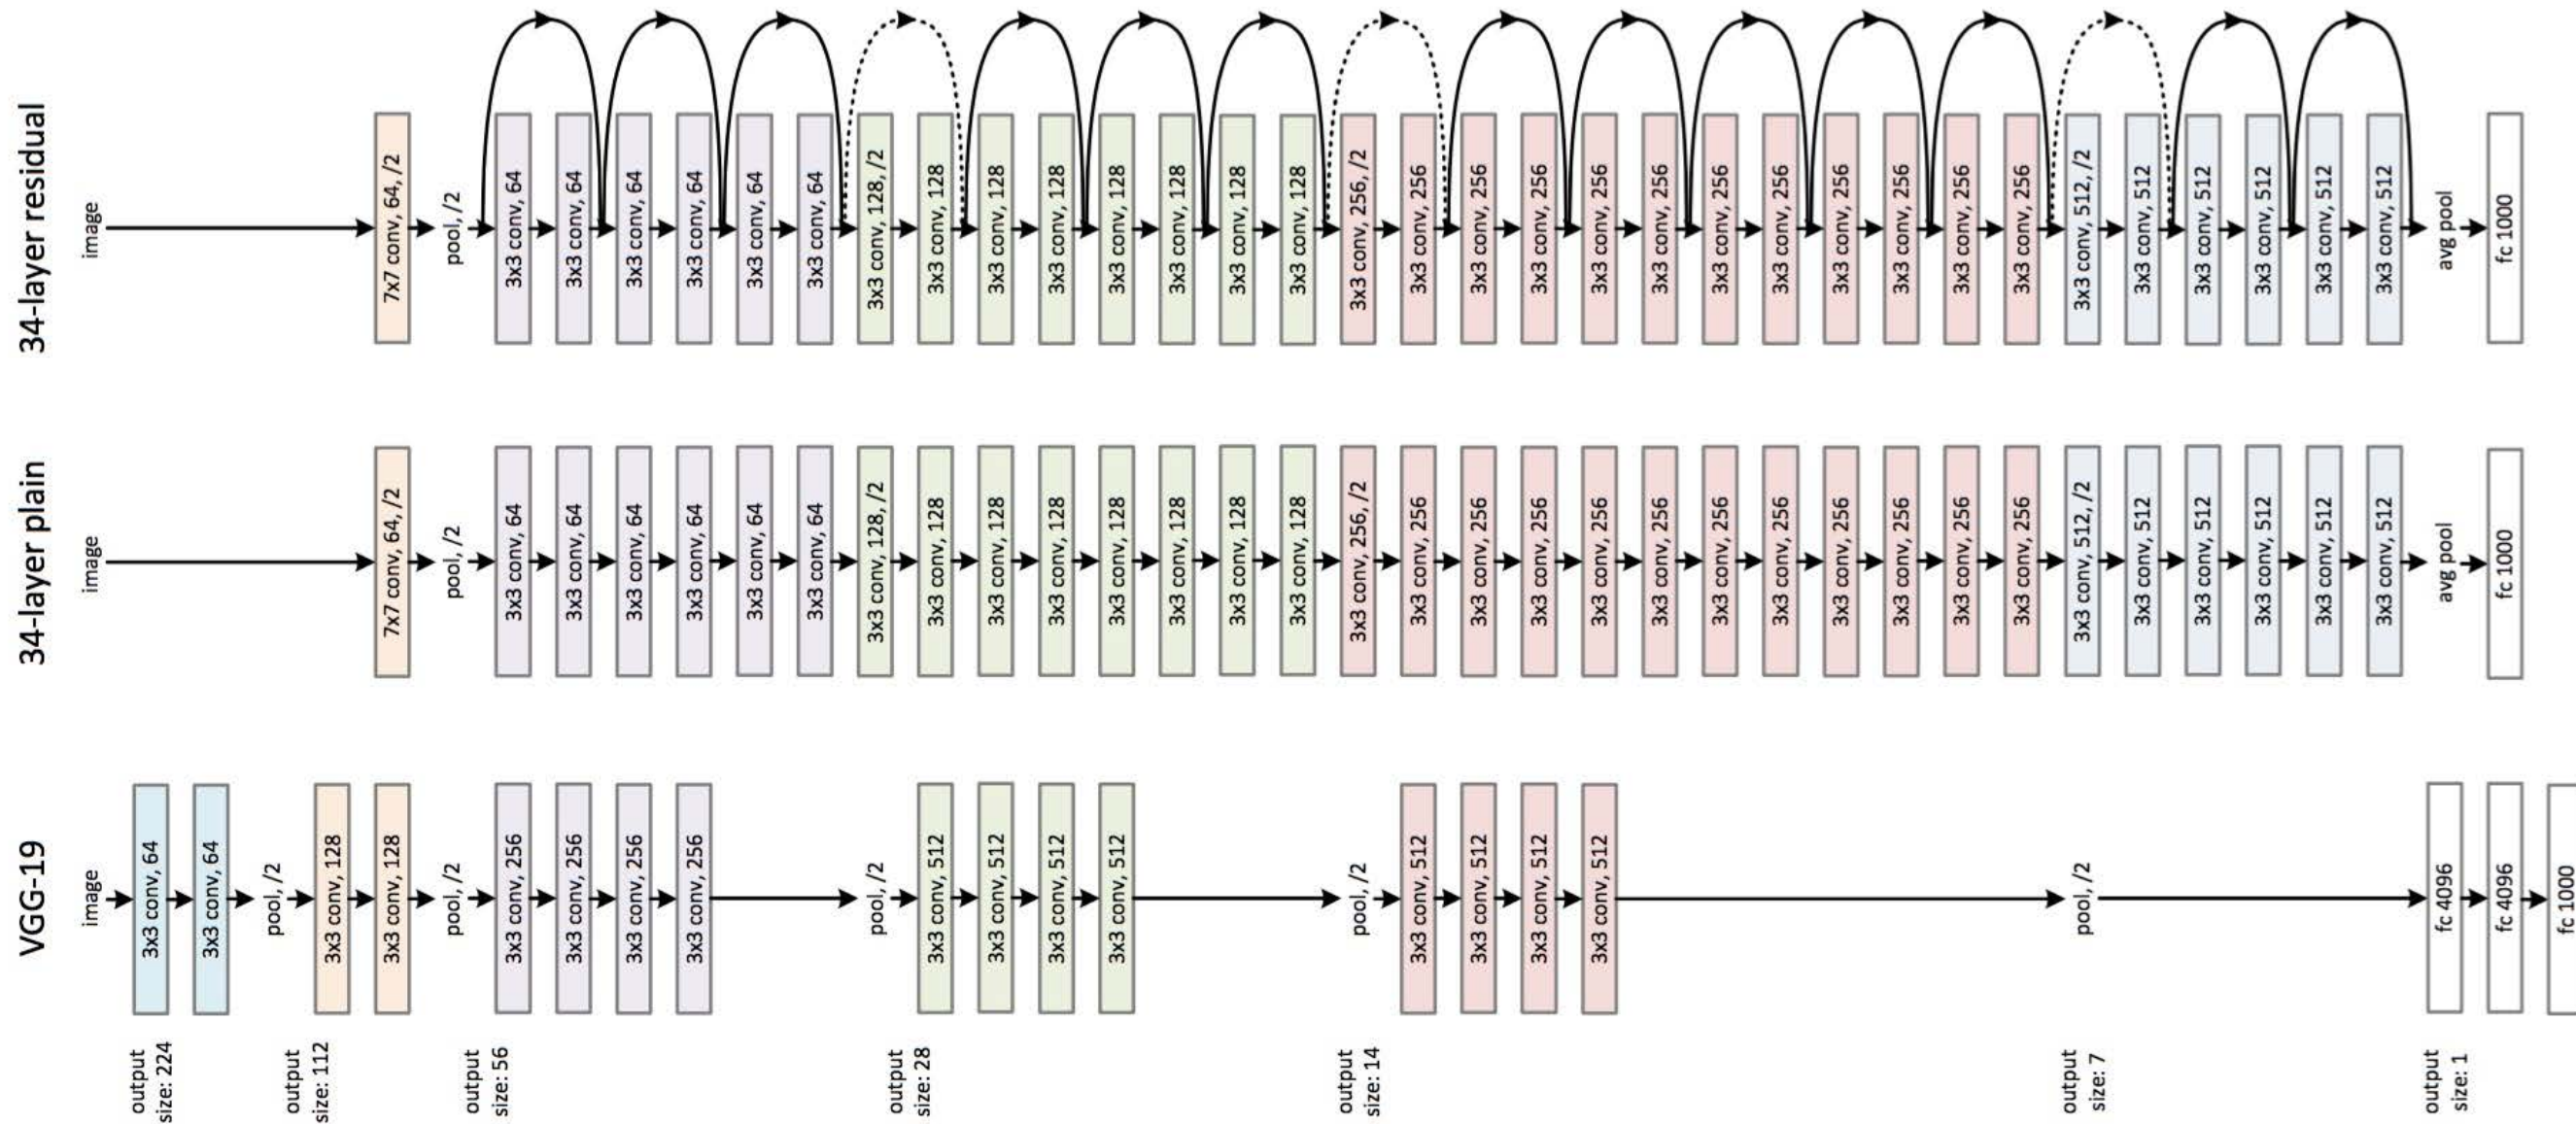 output
size: 224
output
size: 112
output
size: 56
output
size: 28
output
size: 14
output
size: 7
output
size: 1
VGG-19
image
3x3 conv, 64
3x3 conv, 64
pool, /2
3x3 conv, 128
3x3 conv, 128
pool, /2
3x3 conv, 256
3x3 conv, 256
3x3 conv, 256
3x3 conv, 256
pool, /2
3x3 conv, 512
3x3 conv, 512
3x3 conv, 512
3x3 conv, 512
pool, /2
3x3 conv, 512
3x3 conv, 512
3x3 conv, 512
3x3 conv, 512
pool, /2
fc 4096
fc 4096
fc 1000
34-layer plain
image
7x7 conv, 64, /2
pool, /2
3x3 conv, 64
3x3 conv, 64
3x3 conv, 64
3x3 conv, 64
3x3 conv, 64
3x3 conv, 64
3x3 conv, 128, /2
3x3 conv, 128
3x3 conv, 128
3x3 conv, 128
3x3 conv, 128
3x3 conv, 128
3x3 conv, 128
3x3 conv, 128
3x3 conv, 256, /2
3x3 conv, 256
3x3 conv, 256
3x3 conv, 256
3x3 conv, 256
3x3 conv, 256
3x3 conv, 256
3x3 conv, 256
3x3 conv, 256
3x3 conv, 256
3x3 conv, 256
3x3 conv, 256
3x3 conv, 512, /2
3x3 conv, 512
3x3 conv, 512
3x3 conv, 512
3x3 conv, 512
3x3 conv, 512
avg pool
fc 1000
34-layer residual
image
7x7 conv, 64, /2
pool, /2
3x3 conv, 64
3x3 conv, 64
3x3 conv, 64
3x3 conv, 64
3x3 conv, 64
3x3 conv, 64
3x3 conv, 128, /2
3x3 conv, 128
3x3 conv, 128
3x3 conv, 128
3x3 conv, 128
3x3 conv, 128
3x3 conv, 128
3x3 conv, 128
3x3 conv, 256, /2
3x3 conv, 256
3x3 conv, 256
3x3 conv, 256
3x3 conv, 256
3x3 conv, 256
3x3 conv, 256
3x3 conv, 256
3x3 conv, 256
3x3 conv, 256
3x3 conv, 256
3x3 conv, 256
3x3 conv, 512, /2
3x3 conv, 512
3x3 conv, 512
3x3 conv, 512
3x3 conv, 512
3x3 conv, 512
avg pool
fc 1000